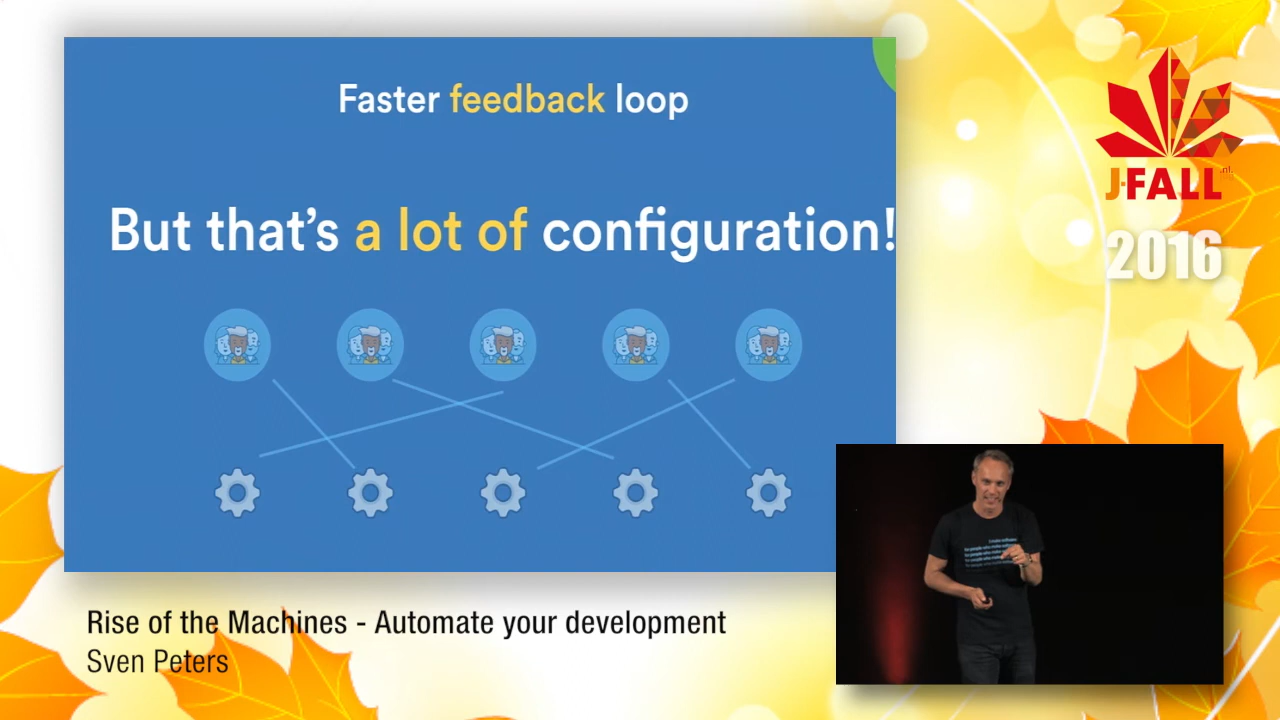 Faster feedback loop
But that's a lot of configuration!
J-FALL.nl
2016
Rise of the Machines - Automate your development
Sven Peters